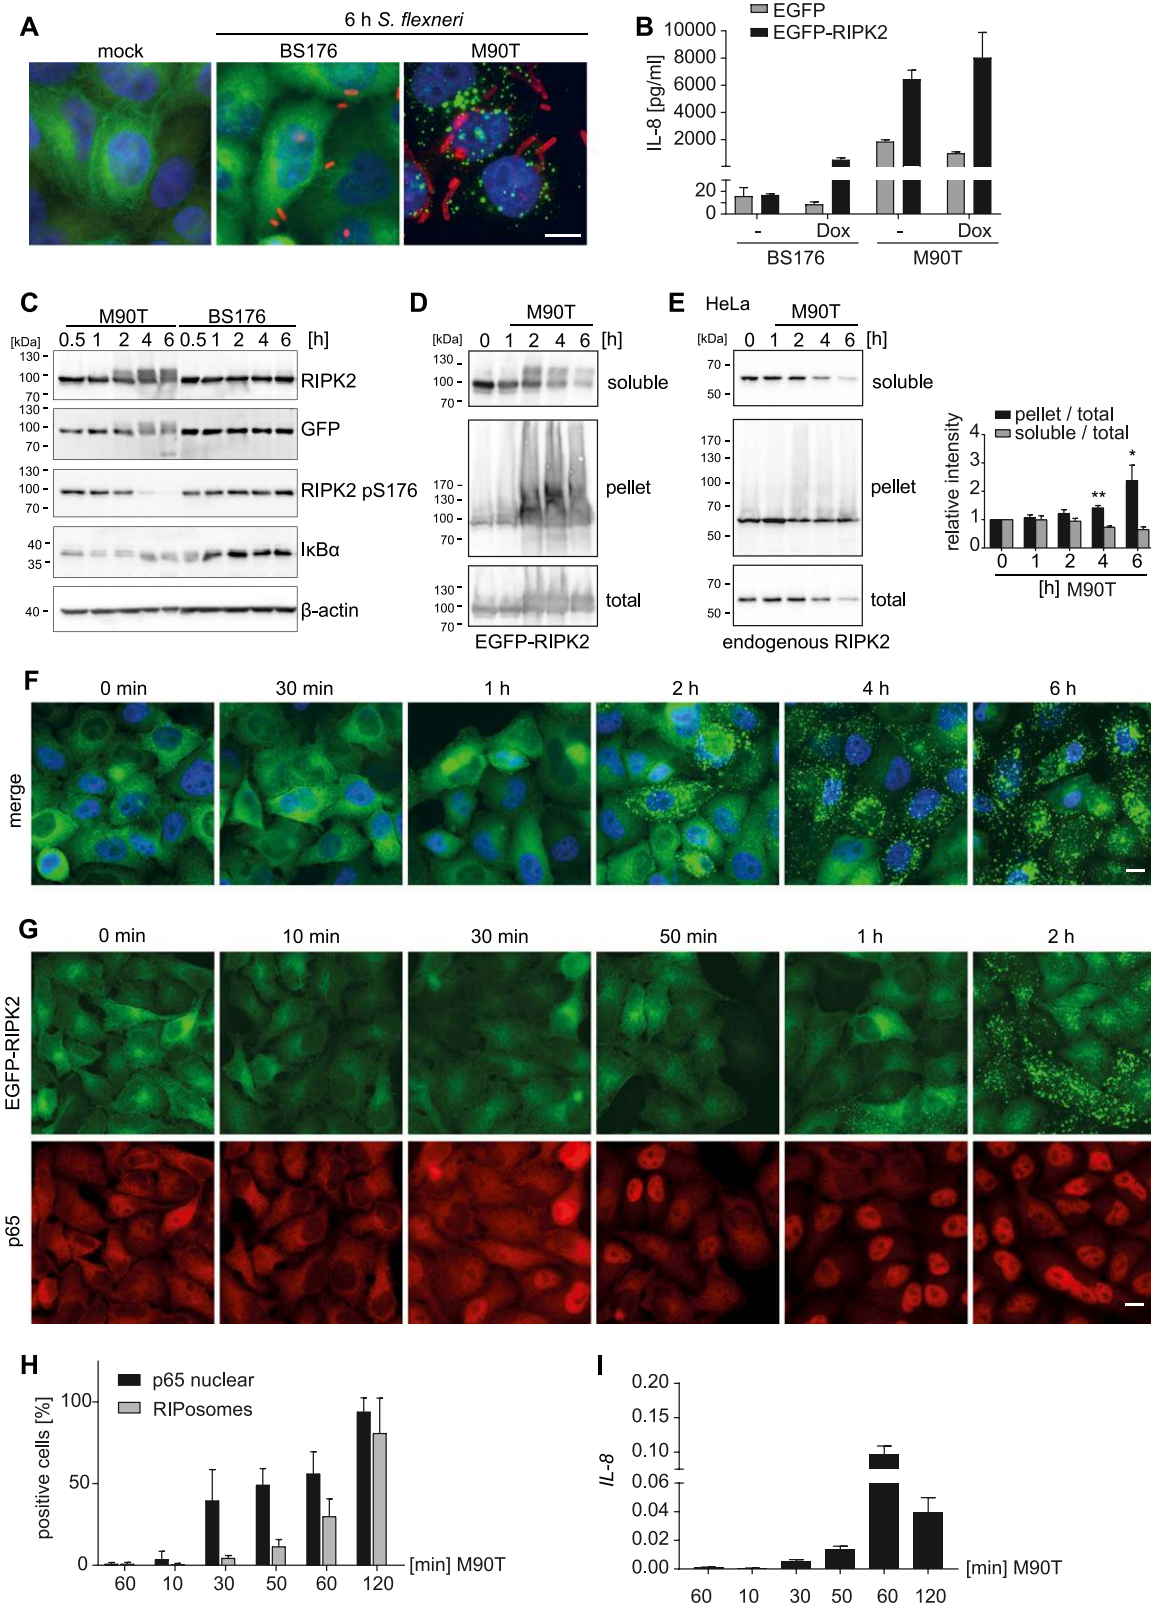 A
6 h S. flexneri
mock
BS176
M90T
B
EGFP
EGFP-RIPK2
IL-8 [pg/ml]
10000
8000
6000
4000
2000
20
0
- Dox - Dox
BS176 M90T
C
M90T BS176
[kDa] 0.5 1 2 4 6 0.5 1 2 4 6 [h]
130
100
70
RIPK2
130
100
70
GFP
130
100
70
RIPK2 pS176
40
35
IκBα
40
β-actin
D
M90T
[kDa] 0 1 2 4 6 [h]
130
100
70
soluble
170
130
100
70
pellet
130
100
70
total
EGFP-RIPK2
E HeLa
M90T
[kDa] 0 1 2 4 6 [h]
70
50
soluble
170
130
100
70
50
pellet
70
50
total
endogenous RIPK2
pellet / total
soluble / total
relative intensity
4
3
2
1
0
**
*
0 1 2 4 6
[h] M90T
F
0 min 30 min 1 h 2 h 4 h 6 h
merge
G
0 min 10 min 30 min 50 min 1 h 2 h
EGFP-RIPK2
p65
H
p65 nuclear
RIPosomes
positive cells [%]
100
50
0
60 10 30 50 60 120
[min] M90T
I
IL-8
0.20
0.15
0.10
0.06
0.04
0.02
0.00
60 10 30 50 60 120
[min] M90T